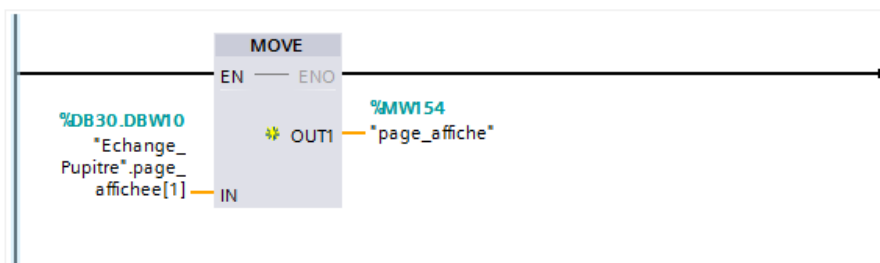 MOVE
EN
ENO
%DB30.DBW10
"Echange_
Pupitre".page_
affichee[1]
IN
OUT1
%MW154
"page_affiche"